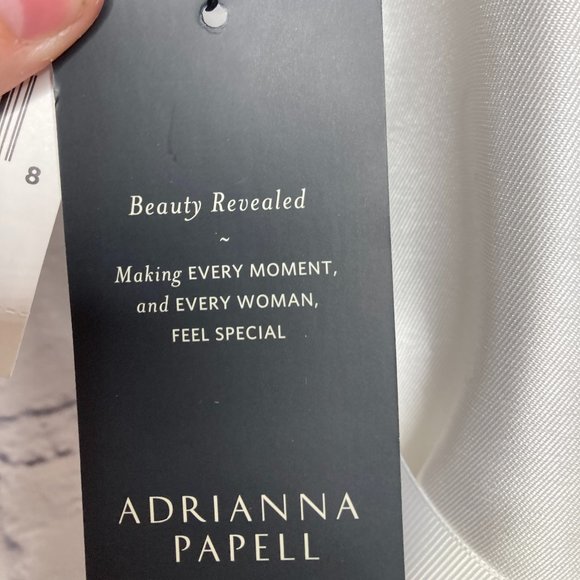 8
Beauty Revealed
~
Making EVERY MOMENT,
and EVERY WOMAN,
FEEL SPECIAL
ADRIANNA
PAPELL